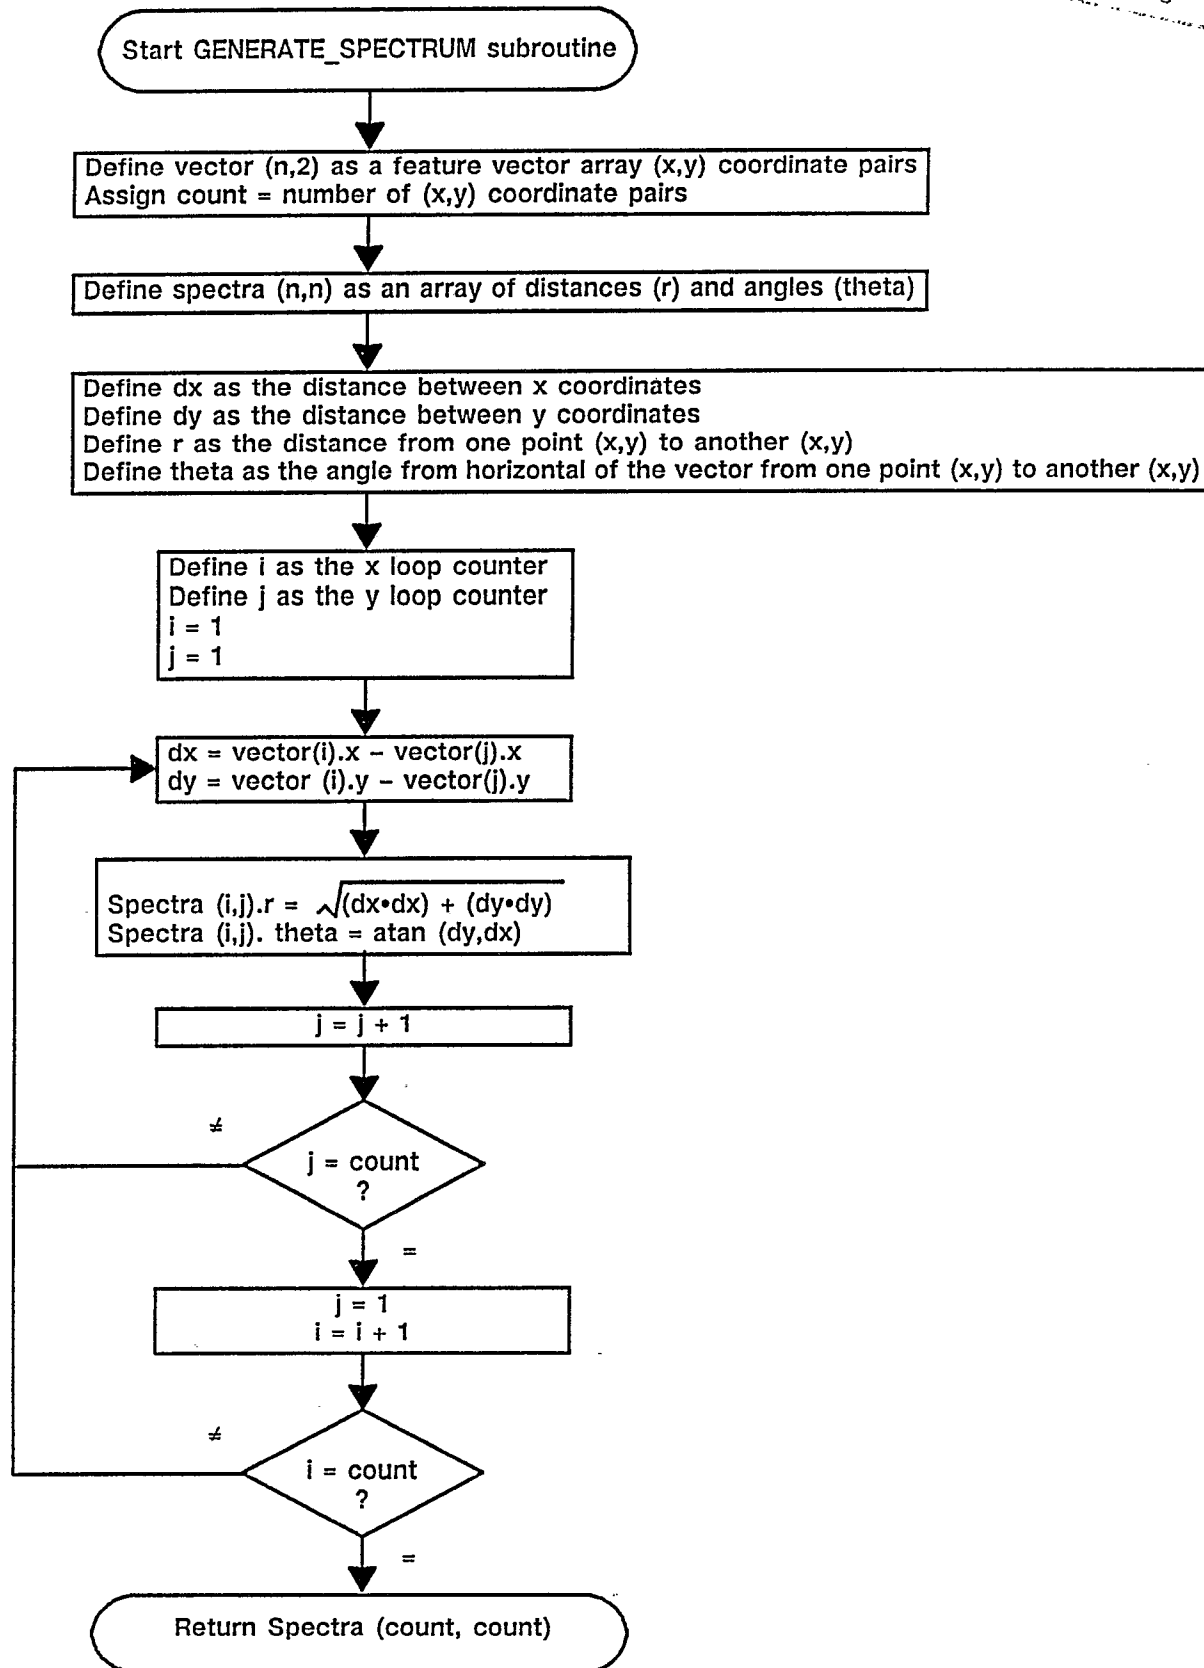 Start GENERATE_SPECTRUM subroutine
Define vector (n,2) as a feature vector array (x,y) coordinate pairs
Assign count = number of (x,y) coordinate pairs
Define spectra (n,n) as an array of distances (r) and angles (theta)
Define dx as the distance between x coordinates
Define dy as the distance between y coordinates
Define r as the distance from one point (x,y) to another (x,y)
Define theta as the angle from horizontal of the vector from one point (x,y) to another (x,y)
Define i as the x loop counter
Define j as the y loop counter
i = 1
j = 1
dx = vector(i).x – vector(j).x
dy = vector (i).y – vector(j).y
Spectra (i,j).r = √(dx•dx) + (dy•dy)
Spectra (i,j). theta = atan (dy,dx)
j = j + 1
≠
j = count
?
=
j = 1
i = i + 1
≠
i = count
?
=
Return Spectra (count, count)